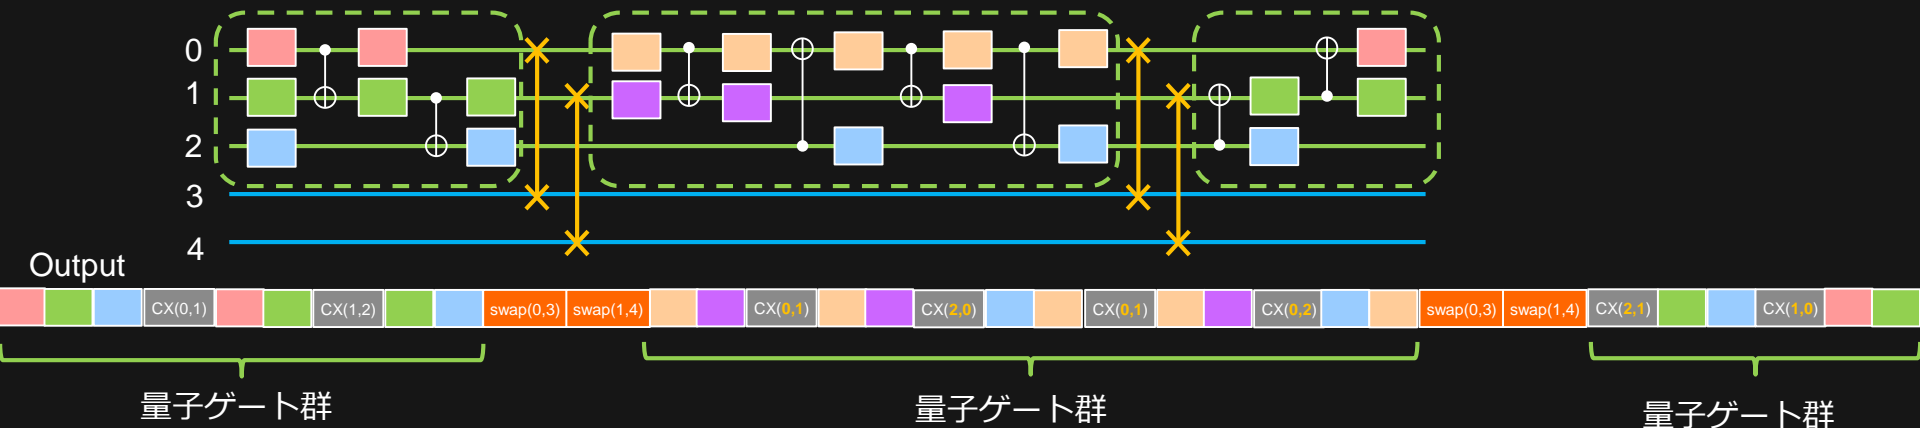 0
1
2
3
4
Output
CX(0,1) CX(1,2) swap(0,3) swap(1,4) CX(0,1) CX(2,0) CX(0,1) CX(0,2) swap(0,3) swap(1,4) CX(2,1) CX(1,0)
量子ゲート群 量子ゲート群 量子ゲート群